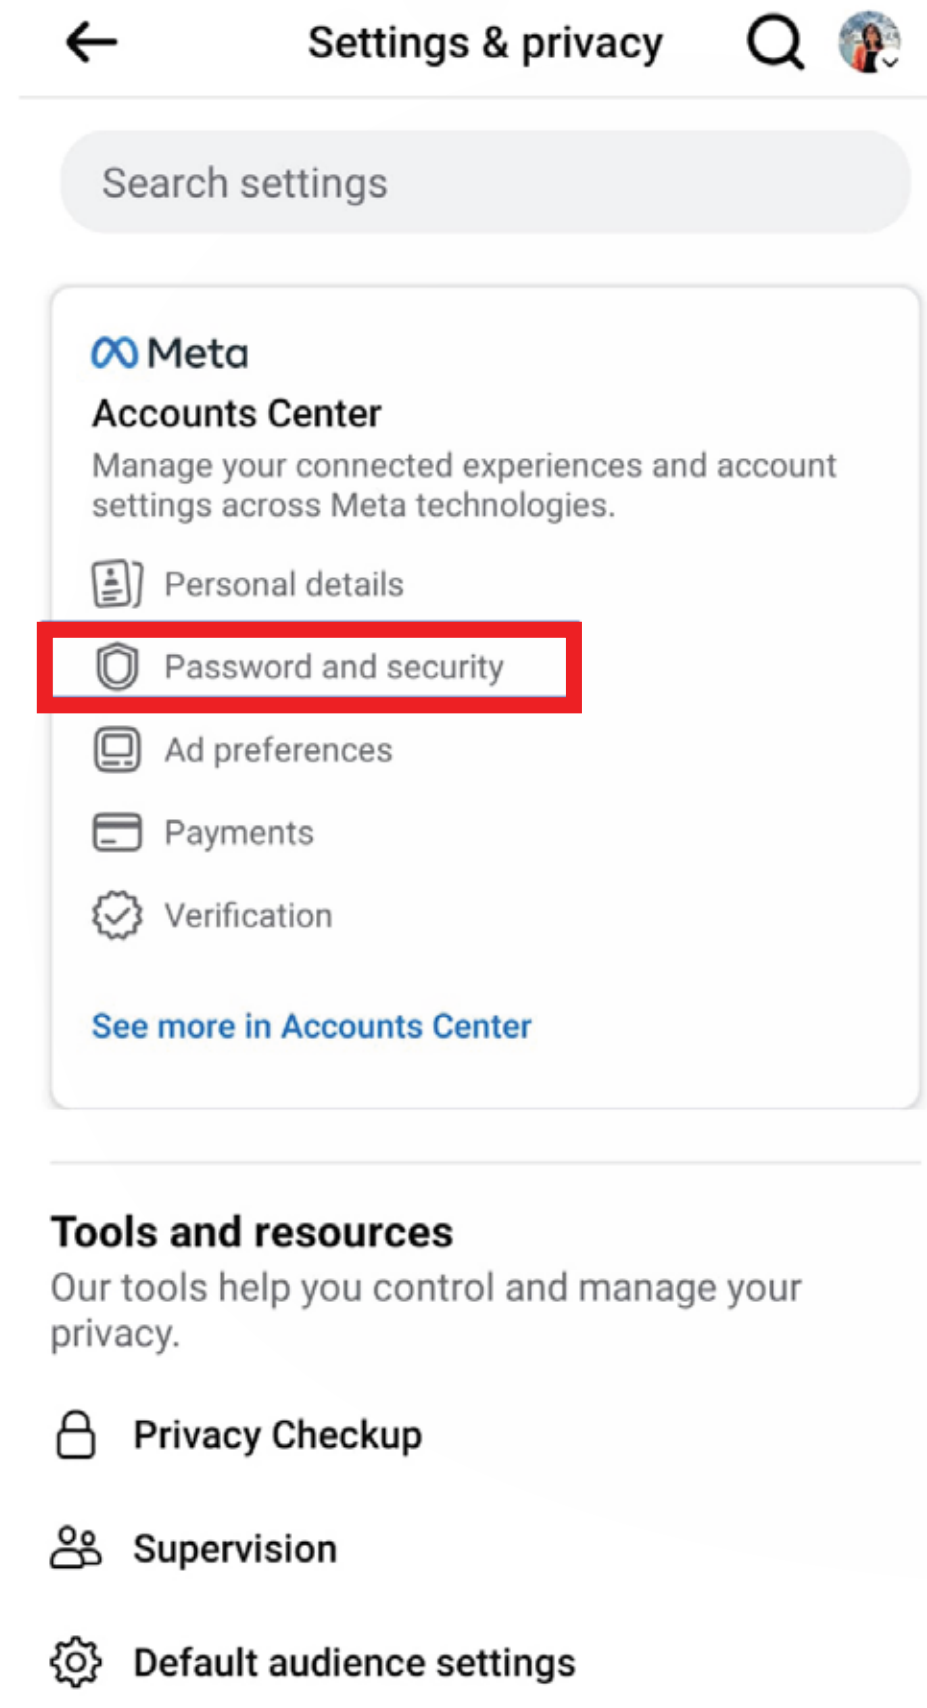 Settings & privacy
Search settings
Meta
Accounts Center
Manage your connected experiences and account
settings across Meta technologies.
Personal details
Password and security
Ad preferences
Payments
Verification
See more in Accounts Center
Tools and resources
Our tools help you control and manage your
privacy.
Privacy Checkup
Supervision
Default audience settings